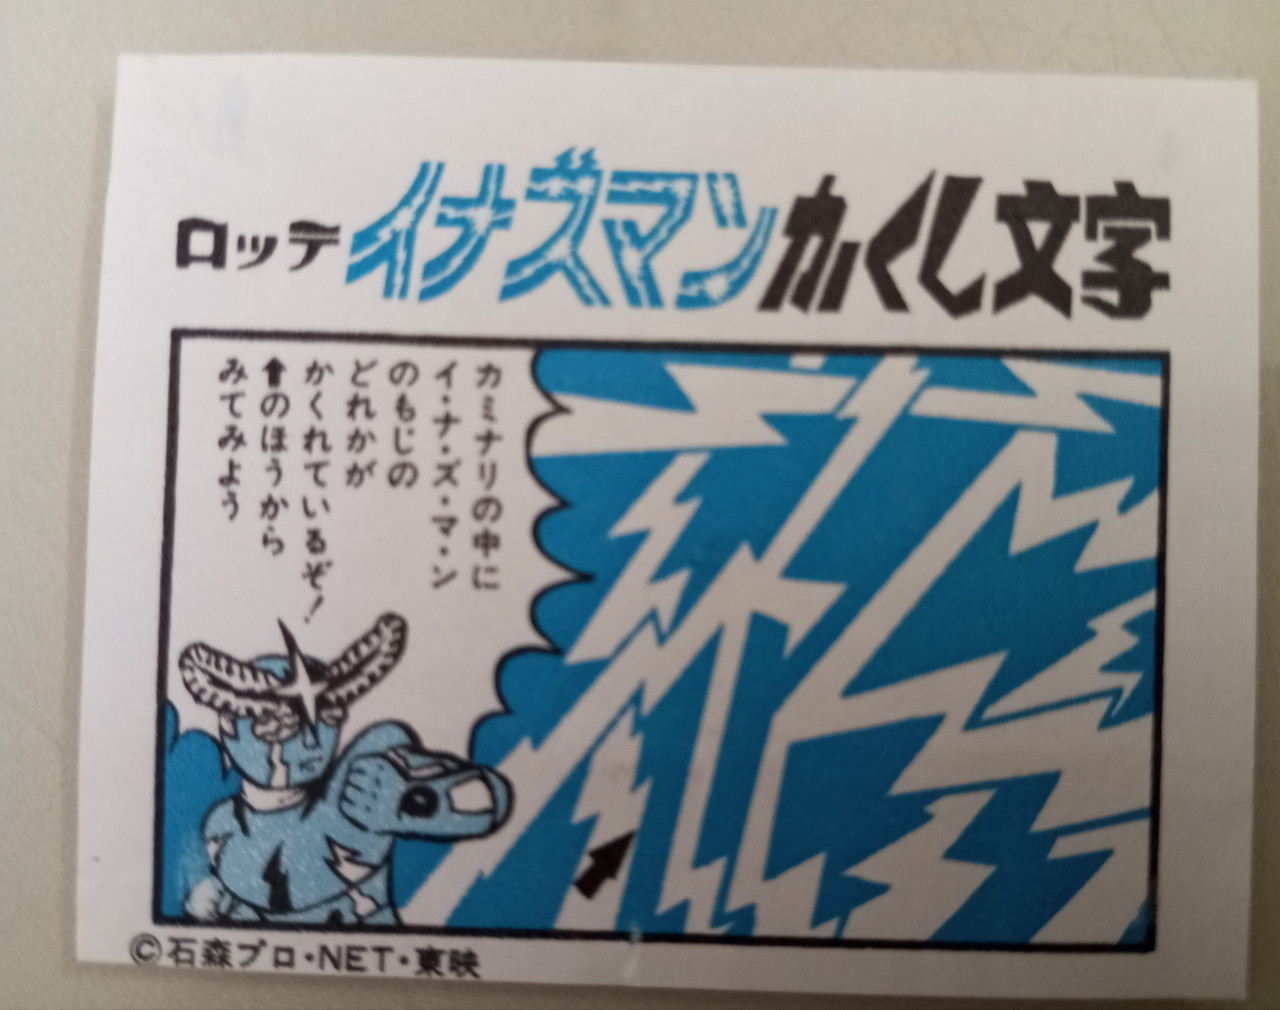 ロッテイナズマンかくし文字
カミナリの中に
イ・ナ・ズ・マ・ン
のもじの
どれかが
かくれているぞ！
⬆のほうから
みてみよう
©石森プロ・NET・東映